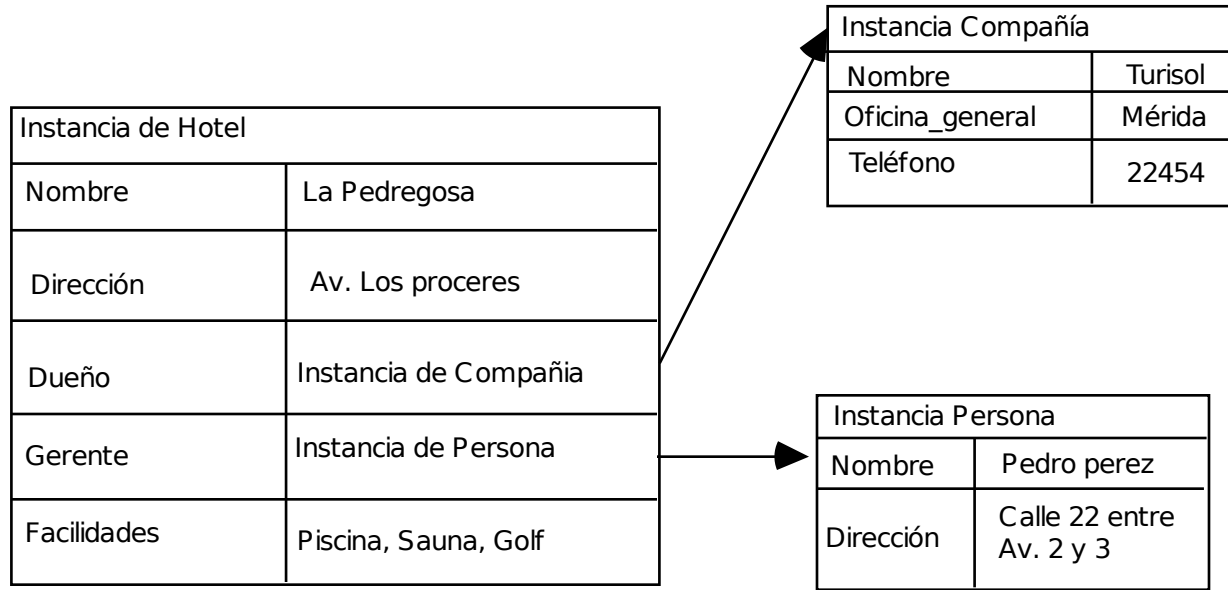 Instancia de Hotel
Nombre La Pedregosa
Dirección Av. Los proceres
Dueño Instancia de Compañia
Gerente Instancia de Persona
Facilidades Piscina, Sauna, Golf
Instancia Compañía
Nombre Turisol
Oficina_general Mérida
Teléfono 22454
Instancia Persona
Nombre Pedro perez
Dirección Calle 22 entre
Av. 2 y 3